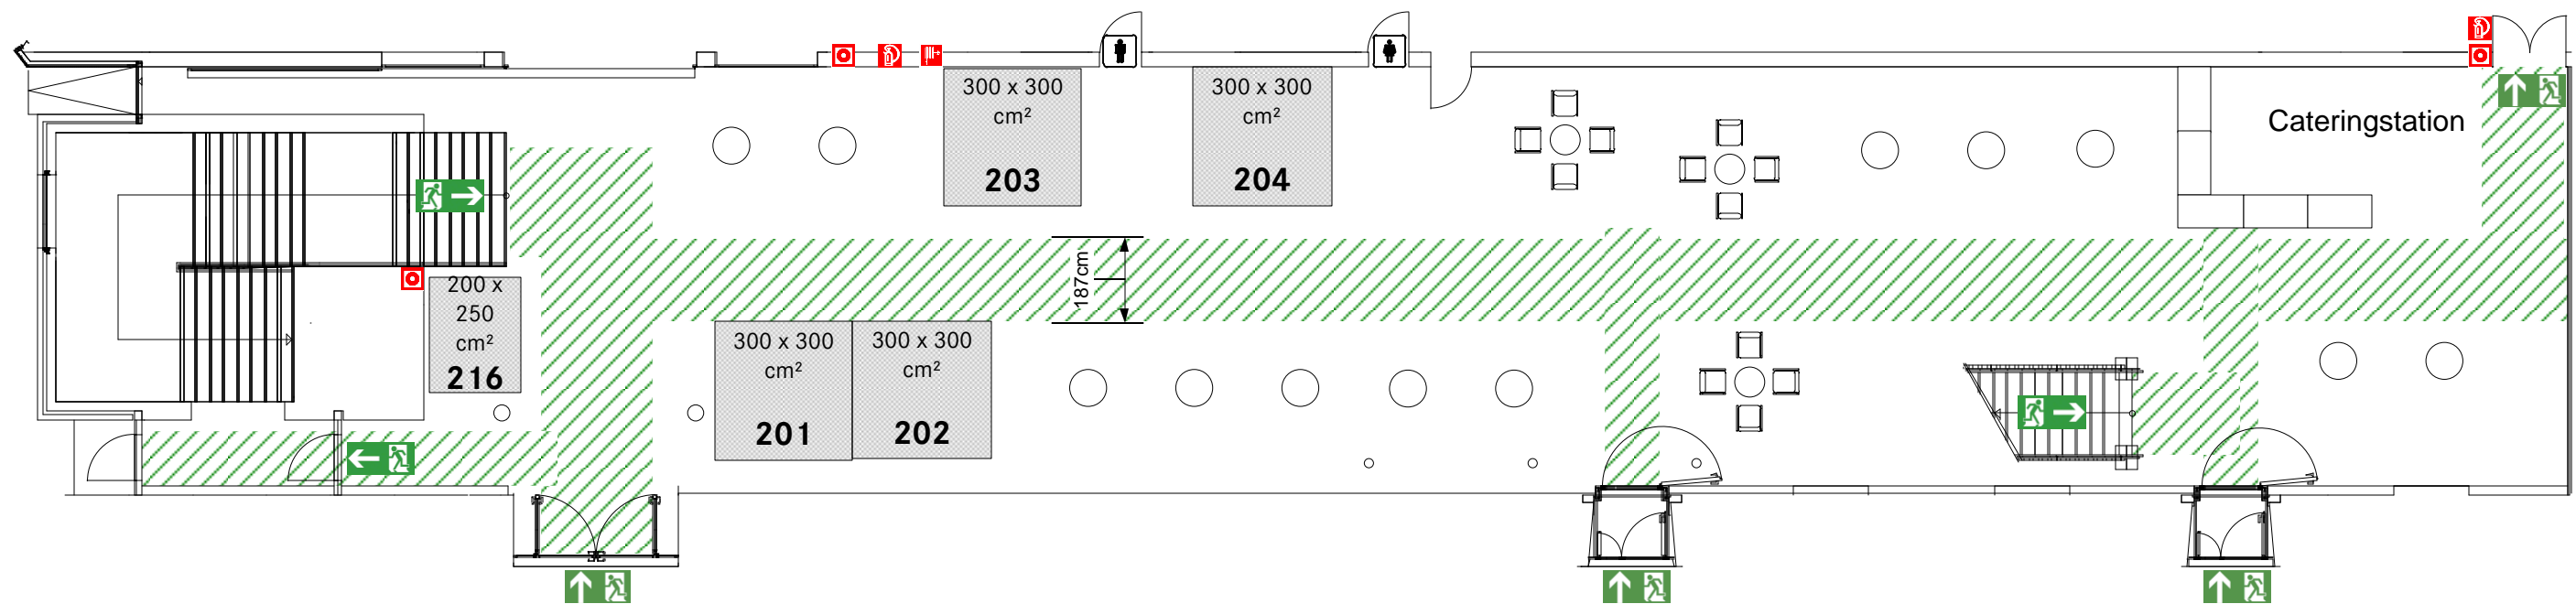 300 x 300
cm²
203
300 x 300
cm²
204
Cateringstation
187cm
200 x
250
cm²
216
300 x 300
cm²
201
300 x 300
cm²
202